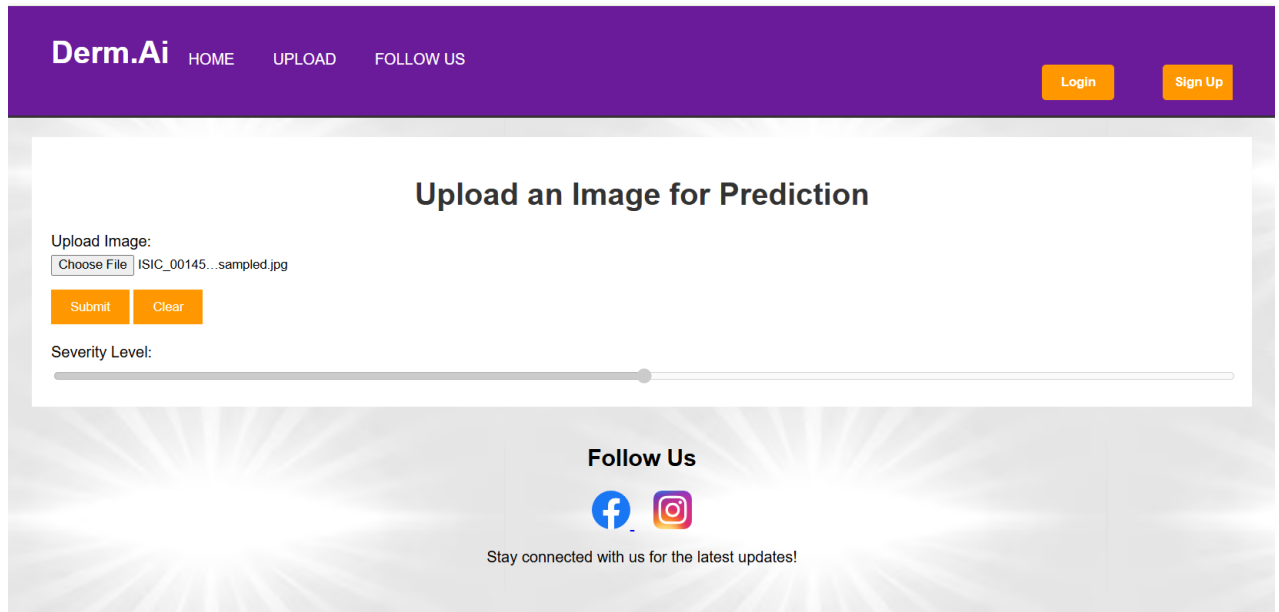 Derm.Ai HOME UPLOAD FOLLOW US
Login Sign Up
Upload an Image for Prediction
Upload Image:
Choose File ISIC_00145...sampled.jpg
Submit Clear
Severity Level:
Follow Us
Stay connected with us for the latest updates!